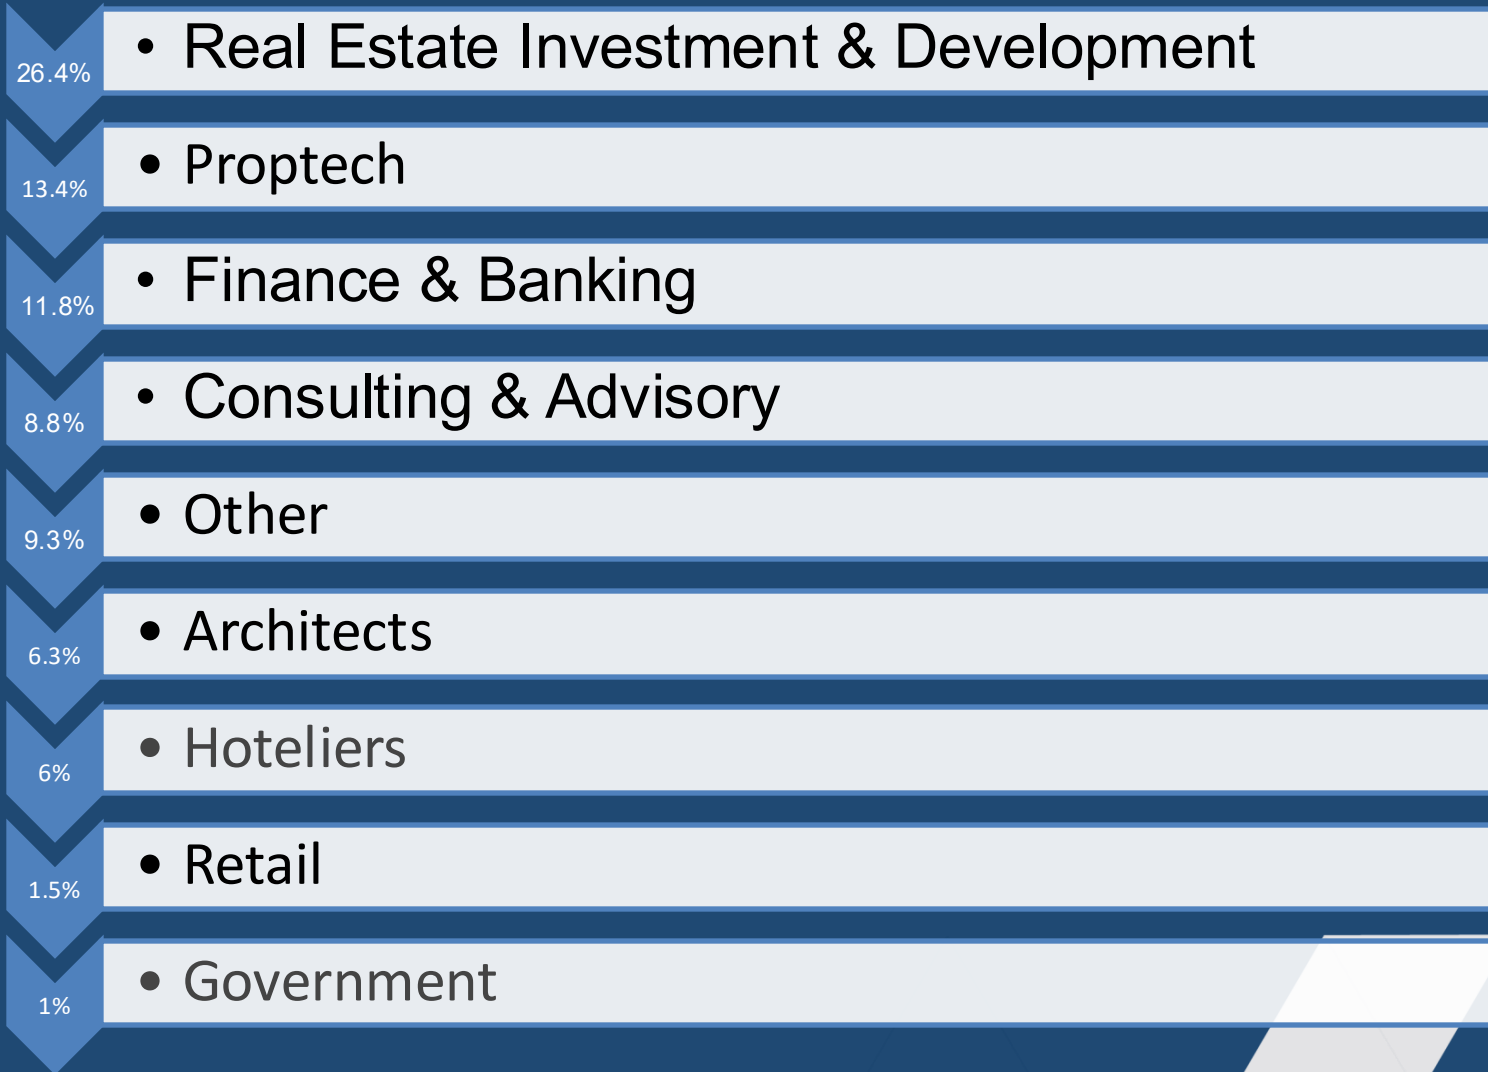 26.4%
• Real Estate Investment & Development
13.4%
• Proptech
11.8%
• Finance & Banking
8.8%
• Consulting & Advisory
9.3%
• Other
6.3%
• Architects
6%
• Hoteliers
1.5%
• Retail
1%
• Government